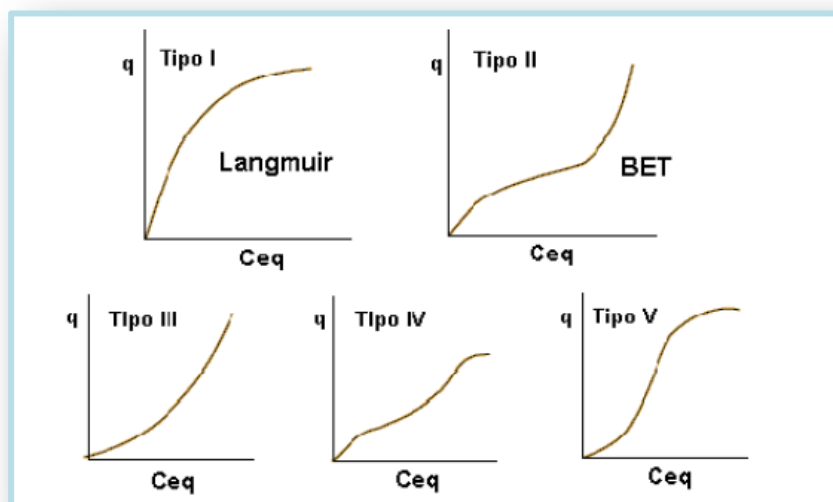 q
Tipo I
Langmuir
Ceq
q
Tipo II
BET
Ceq
q
TIpo III
Ceq
q
TIpo IV
Ceq
q
Tipo V
Ceq